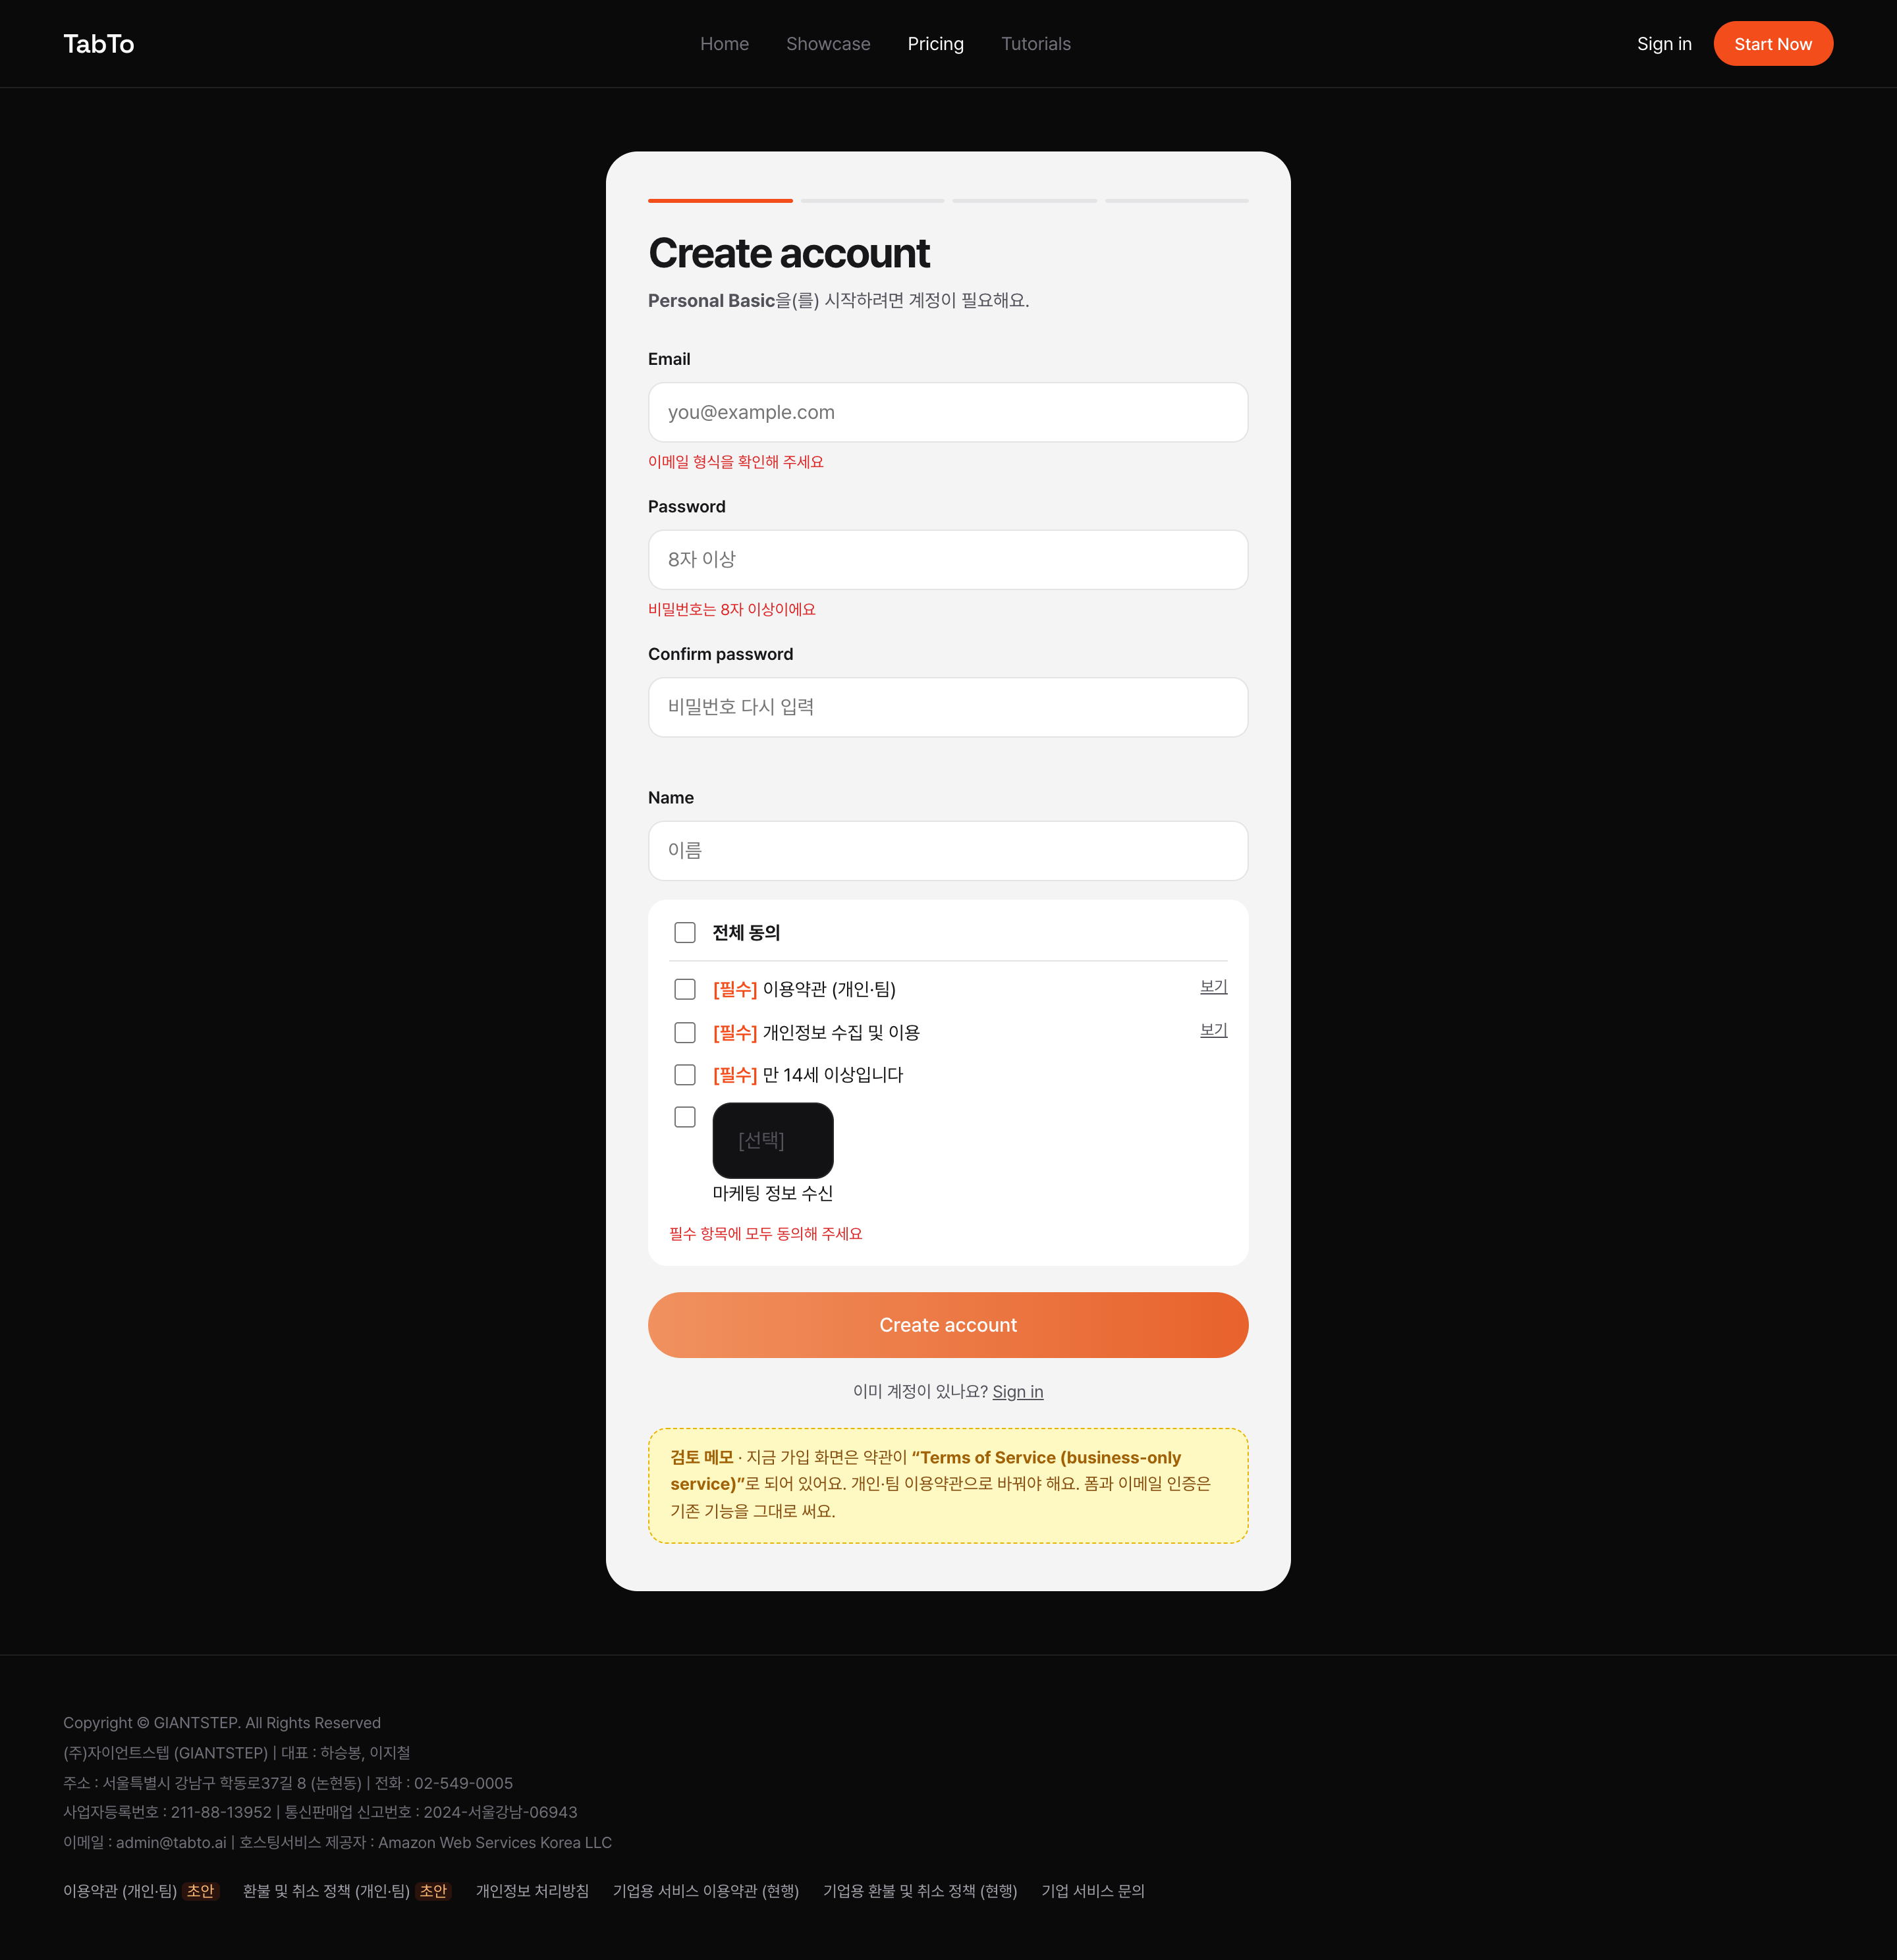 TabTo
Home Showcase Pricing Tutorials
Sign in
Start Now
Create account
Personal Basic을(를) 시작하려면 계정이 필요해요.
Email
you@example.com
이메일 형식을 확인해 주세요
Password
8자 이상
비밀번호는 8자 이상이에요
Confirm password
비밀번호 다시 입력
Name
이름
전체 동의
[필수] 이용약관 (개인·팀) 보기
[필수] 개인정보 수집 및 이용 보기
[필수] 만 14세 이상입니다
[선택]
마케팅 정보 수신
필수 항목에 모두 동의해 주세요
Create account
이미 계정이 있나요? Sign in
검토 메모 · 지금 가입 화면은 약관이 “Terms of Service (business-only
service)”로 되어 있어요. 개인·팀 이용약관으로 바꿔야 해요. 폼과 이메일 인증은
기존 기능을 그대로 써요.
Copyright © GIANTSTEP. All Rights Reserved
(주)자이언트스텝 (GIANTSTEP) | 대표 : 하승봉, 이지철
주소 : 서울특별시 강남구 학동로37길 8 (논현동) | 전화 : 02-549-0005
사업자등록번호 : 211-88-13952 | 통신판매업 신고번호 : 2024-서울강남-06943
이메일 : admin@tabto.ai | 호스팅서비스 제공자 : Amazon Web Services Korea LLC
이용약관 (개인·팀) 초안 환불 및 취소 정책 (개인·팀) 초안 개인정보 처리방침 기업용 서비스 이용약관 (현행) 기업용 환불 및 취소 정책 (현행) 기업 서비스 문의